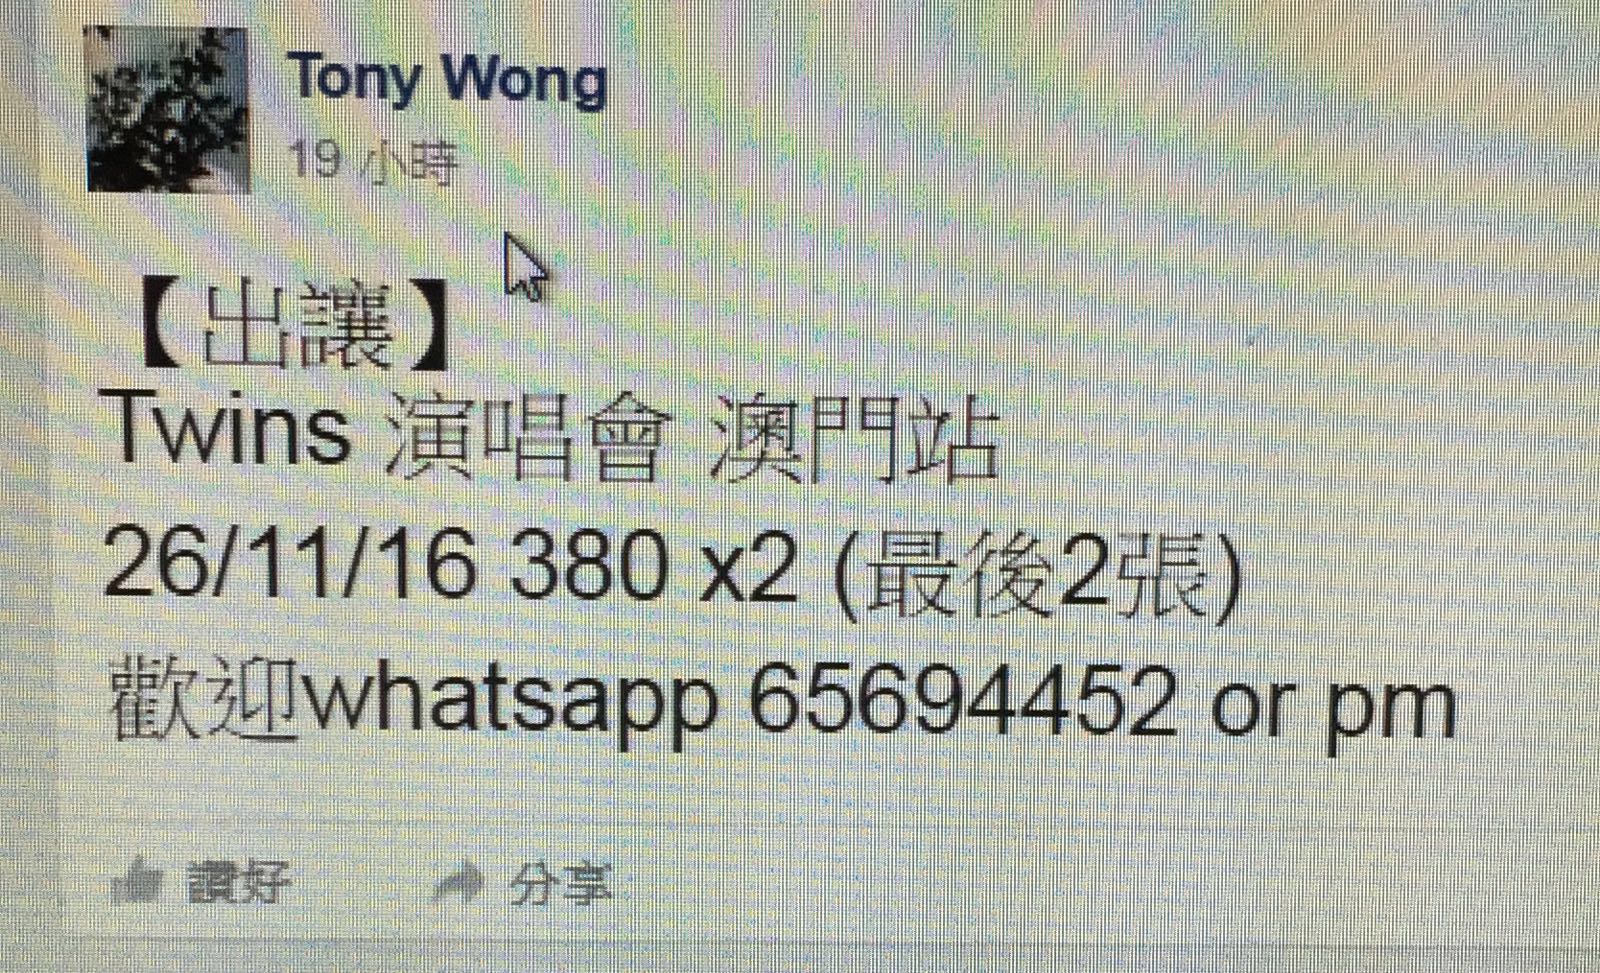 Tony Wong
19 小時
【出讓】
Twins 演唱會 澳門站
26/11/16 380 x2 (最後2張)
歡迎whatsapp 65694452 or pm
讚好 分享